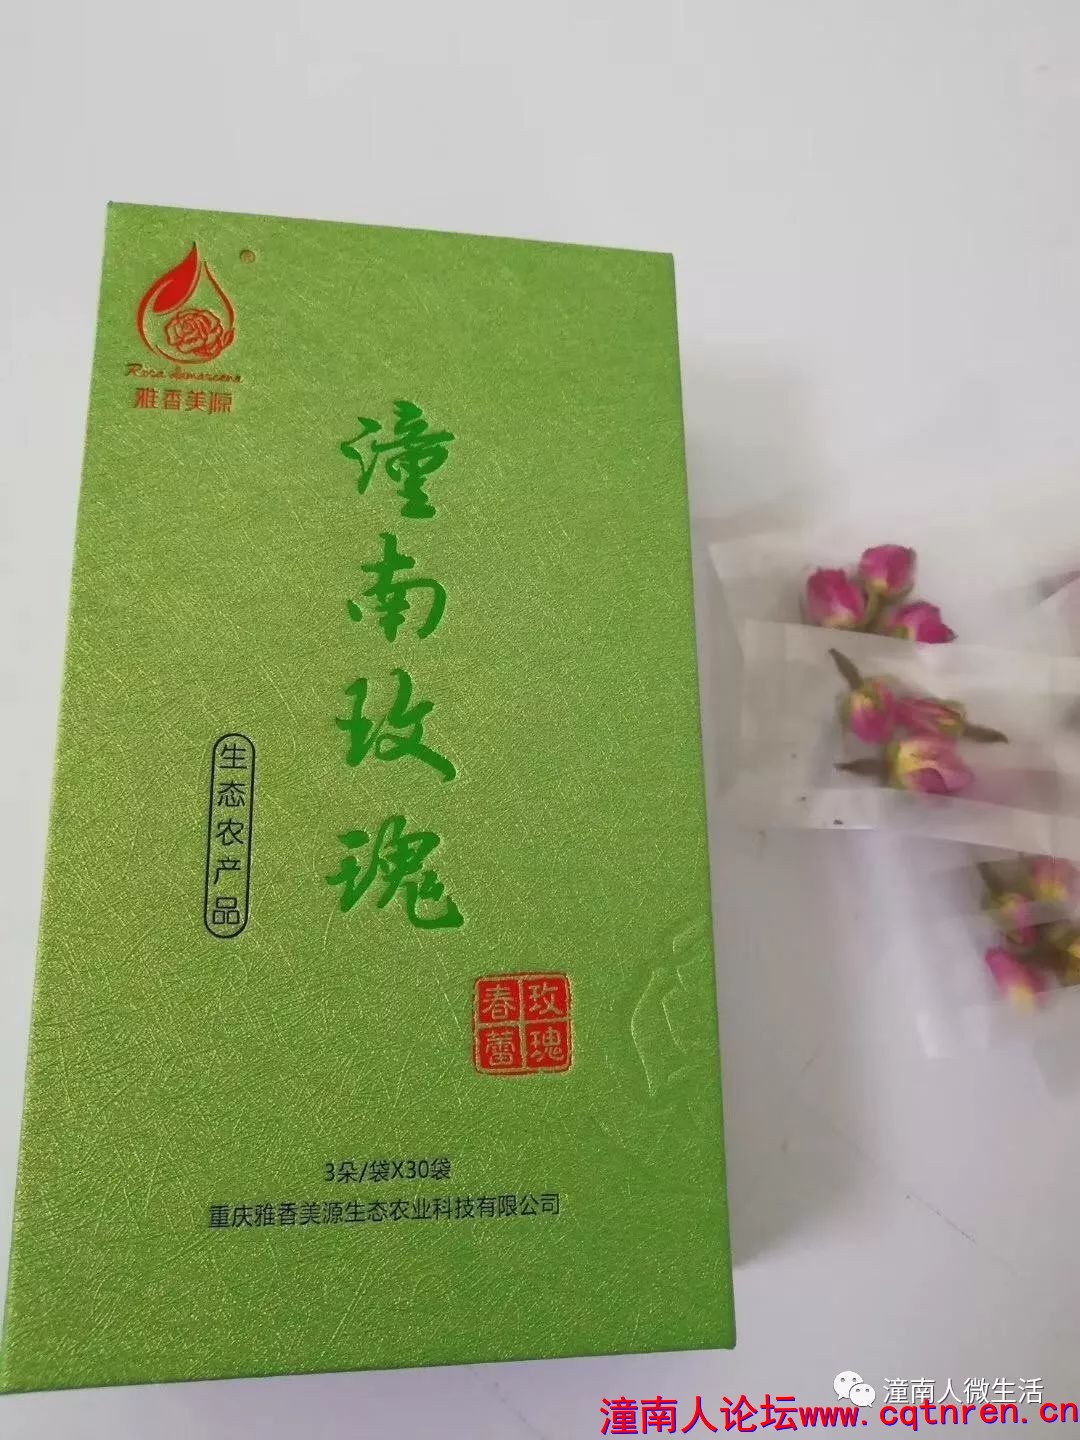 ®
Rosa damascena
雅香美源
潼南玫瑰
生态农产品
玫瑰
春蕾
3朵/袋X30袋
重庆雅香美源生态农业科技有限公司
潼南人微生活
潼南人论坛www.cqtnren.cn